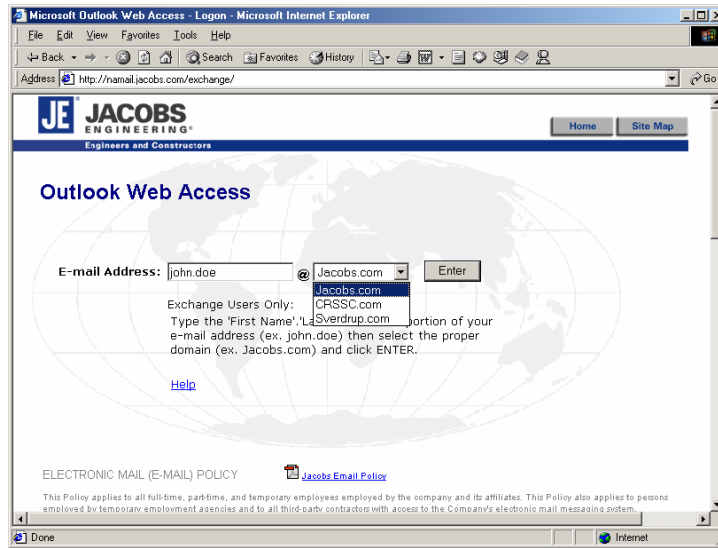 Microsoft Outlook Web Access - Logon - Microsoft Internet Explorer
File Edit View Favorites Tools Help
Back Search Favorites History
Address http://namail.jacobs.com/exchange/ Go
JE JACOBS
ENGINEERING
Engineers and Constructors
Home Site Map
Outlook Web Access
E-mail Address: john.doe @ Jacobs.com Enter
Jacobs.com
CRSSC.com
Sverdrup.com
Exchange Users Only:
Type the 'First Name'.'La portion of your
e-mail address (ex. john.doe) then select the proper
domain (ex. Jacobs.com) and click ENTER.
Help
ELECTRONIC MAIL (E-MAIL) POLICY Jacobs Email Policy
This Policy applies to all full-time, part-time, and temporary employees employed by the company and its affiliates. This Policy also applies to persons
employed by temporary employment agencies and to all third-party contractors with access to the Company's electronic mail messaging system.
Done Internet